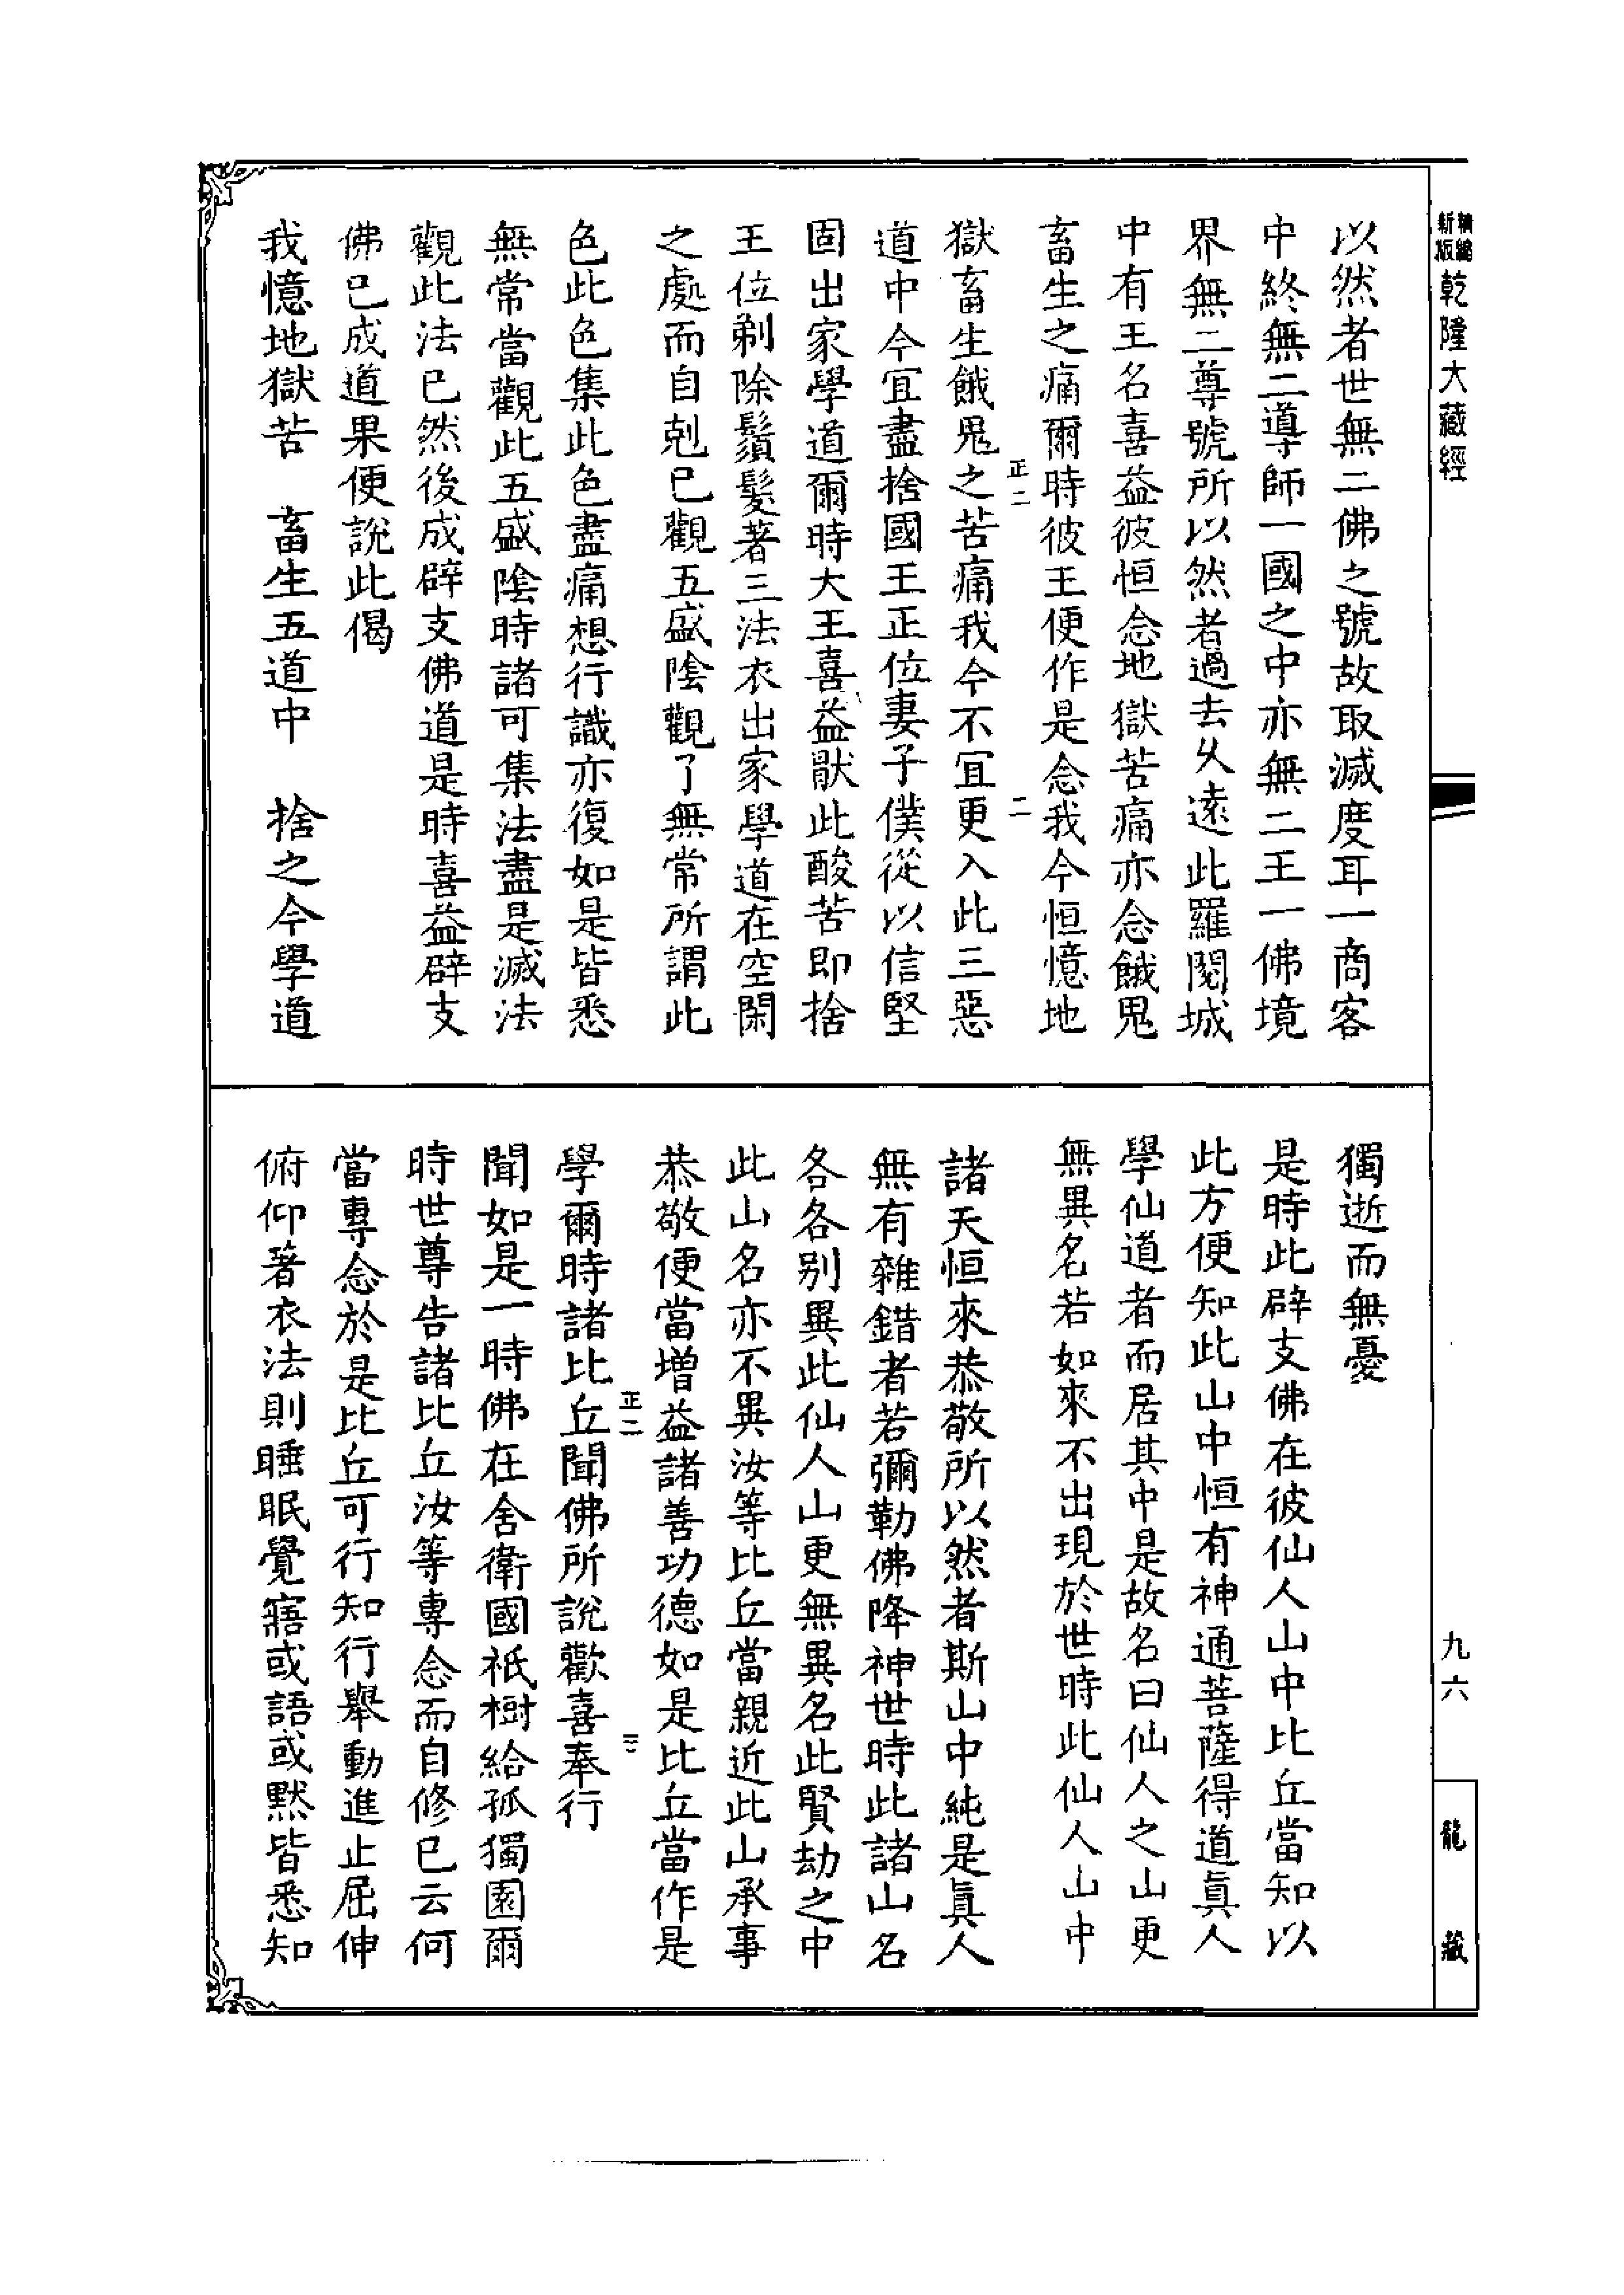 新編
新版
乾隆大藏經
以然者世無二佛之號故取滅度耳一商客
中終無二導師一國之中亦無二王一佛境
界無二尊號所以然者過去久遠此羅閱城
中有王名喜益彼恒念地獄苦痛亦念餓鬼
畜生之痛爾時彼王便作是念我今恒憶地
正二
二
獄畜生餓鬼之苦痛我今不宜更入此三惡
道中今宜盡捨國王正位妻子僕從以信堅
固出家學道爾時大王喜益猒此酸苦即捨
王位剃除鬚髮著三法衣出家學道在空閑
之處而自剋已觀五盛陰觀了無常所謂此
色此色集此色盡痛想行識亦復如是皆悉
無常當觀此五盛陰時諸可集法盡是滅法
觀此法已然後成辟支佛道是時喜益辟支
佛已成道果便說此偈
我憶地獄苦　畜生五道中　捨之今學道
獨逝而無憂
是時此辟支佛在彼仙人山中比丘當知以
此方便知此山中恒有神通菩薩得道真人
學仙道者而居其中是故名曰仙人之山更
無異名若如來不出現於世時此仙人山中
諸天恒來恭敬所以然者斯山中純是真人
無有雜錯者若彌勒佛降神世時此諸山名
各各別異此仙人山更無異名此賢劫之中
此山名亦不異汝等比丘當親近此山承事
恭敬便當增益諸善功德如是比丘當作是
正二
三
學爾時諸比丘聞佛所說歡喜奉行
聞如是一時佛在舍衛國祇樹給孤獨園爾
時世尊告諸比丘汝等專念而自修已云何
當專念於是比丘可行知行舉動進止屈伸
俯仰著衣法則睡眠覺寤或語或默皆悉知
九六
龍藏